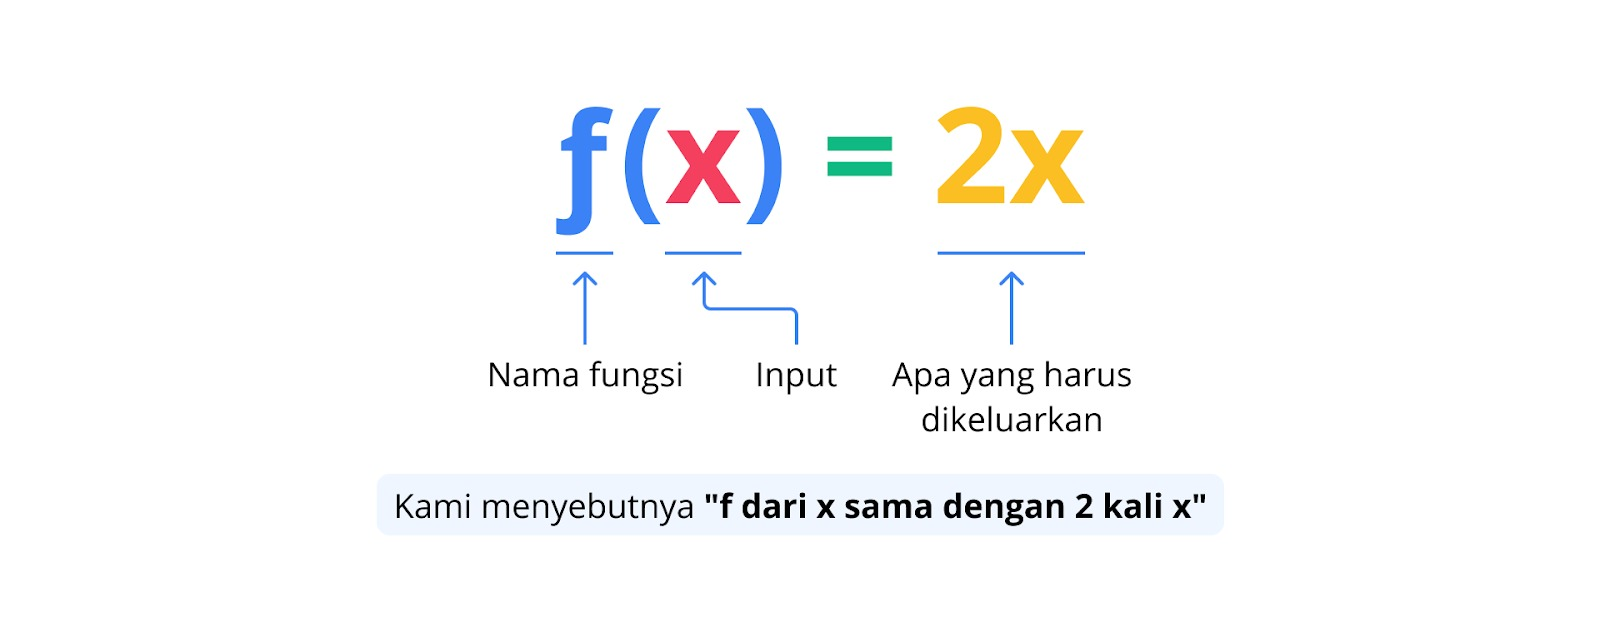 ƒ(x) = 2x
Nama fungsi
Input
Apa yang harus
dikeluarkan
Kami menyebutnya "f dari x sama dengan 2 kali x"